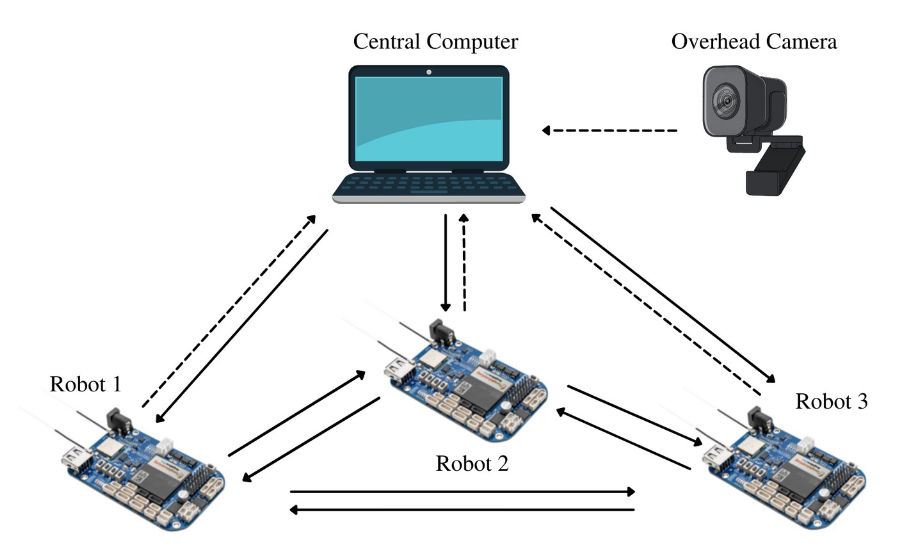 Central Computer
Overhead Camera
Robot 1
Robot 3
Robot 2